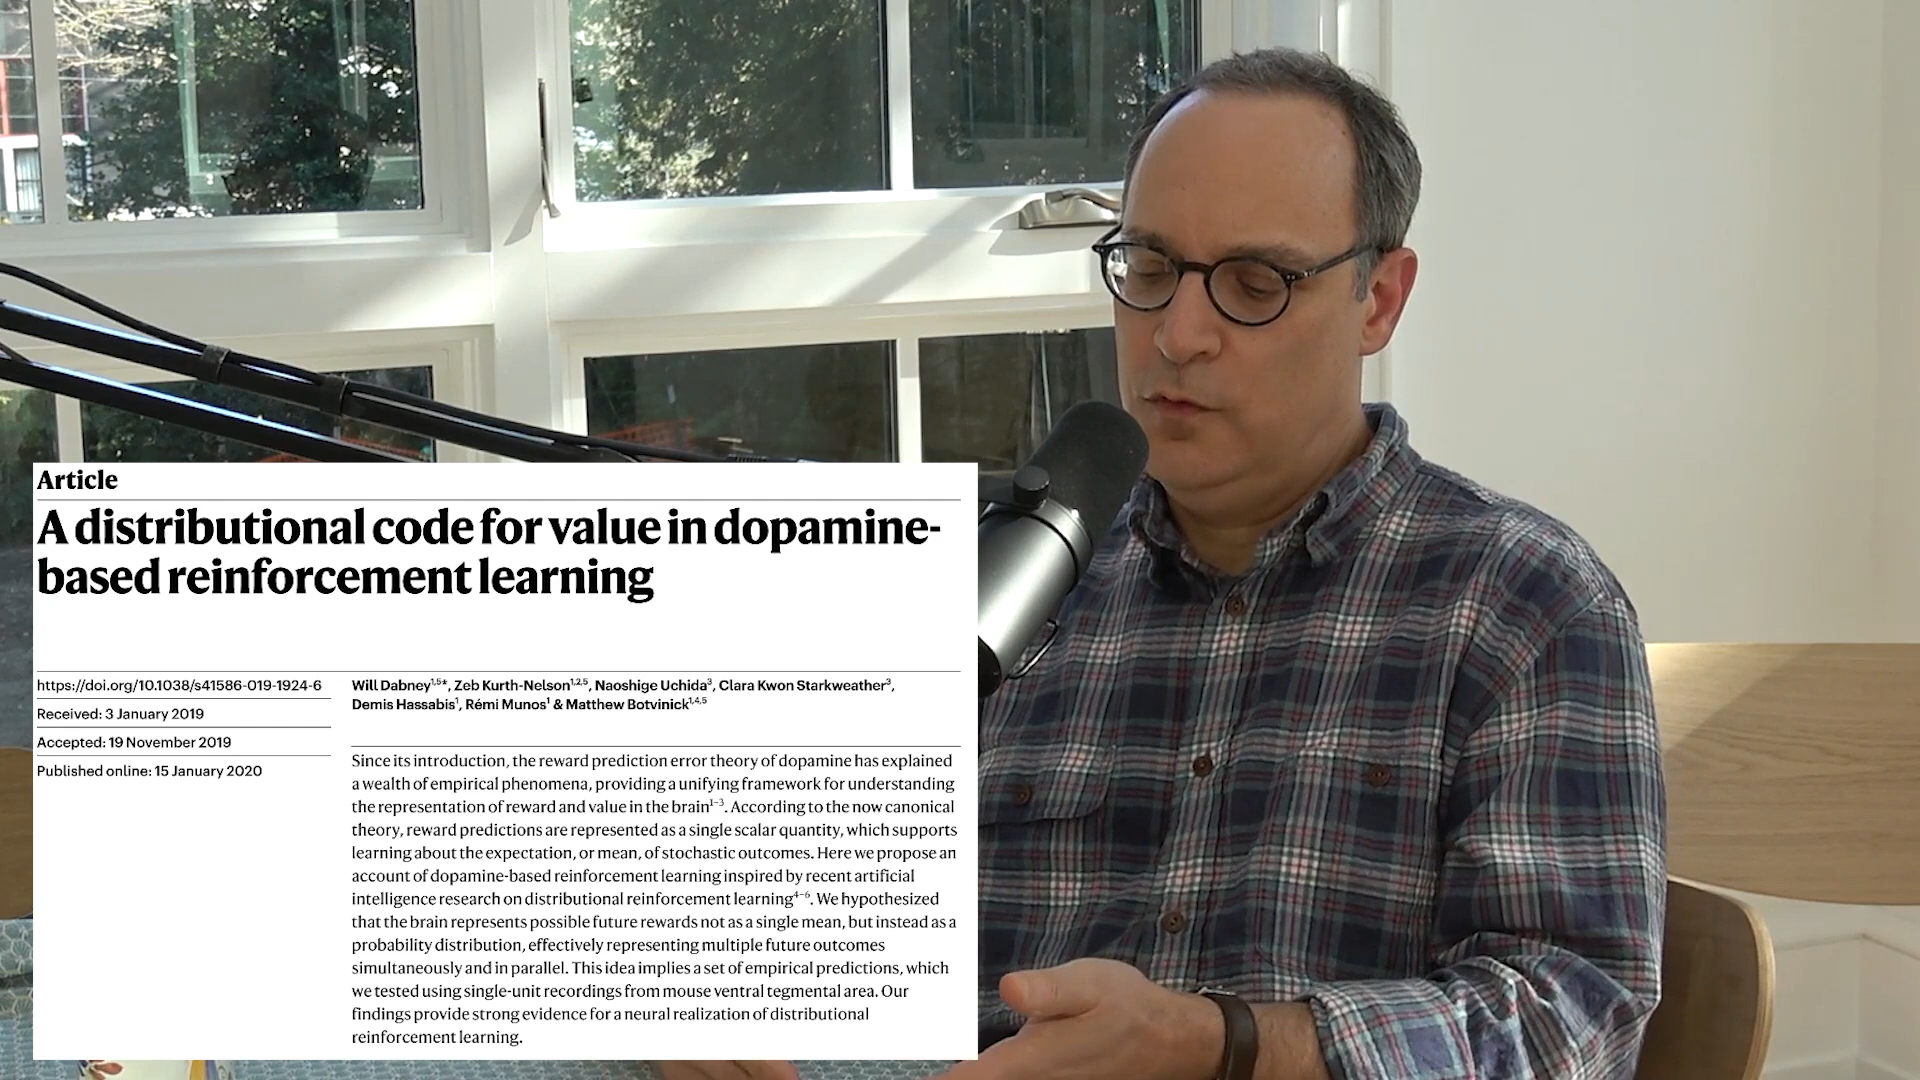 Article
A distributional code for value in dopamine-
based reinforcement learning
https://doi.org/10.1038/s41586-019-1924-6
Received: 3 January 2019
Accepted: 19 November 2019
Published online: 15 January 2020
Will Dabney1,5*, Zeb Kurth-Nelson1,2,5, Naoshige Uchida3, Clara Kwon Starkweather3,
Demis Hassabis1, Rémi Munos1 & Matthew Botvinick1,4,5
Since its introduction, the reward prediction error theory of dopamine has explained
a wealth of empirical phenomena, providing a unifying framework for understanding
the representation of reward and value in the brain1–3. According to the now canonical
theory, reward predictions are represented as a single scalar quantity, which supports
learning about the expectation, or mean, of stochastic outcomes. Here we propose an
account of dopamine-based reinforcement learning inspired by recent artificial
intelligence research on distributional reinforcement learning4–6. We hypothesized
that the brain represents possible future rewards not as a single mean, but instead as a
probability distribution, effectively representing multiple future outcomes
simultaneously and in parallel. This idea implies a set of empirical predictions, which
we tested using single-unit recordings from mouse ventral tegmental area. Our
findings provide strong evidence for a neural realization of distributional
reinforcement learning.